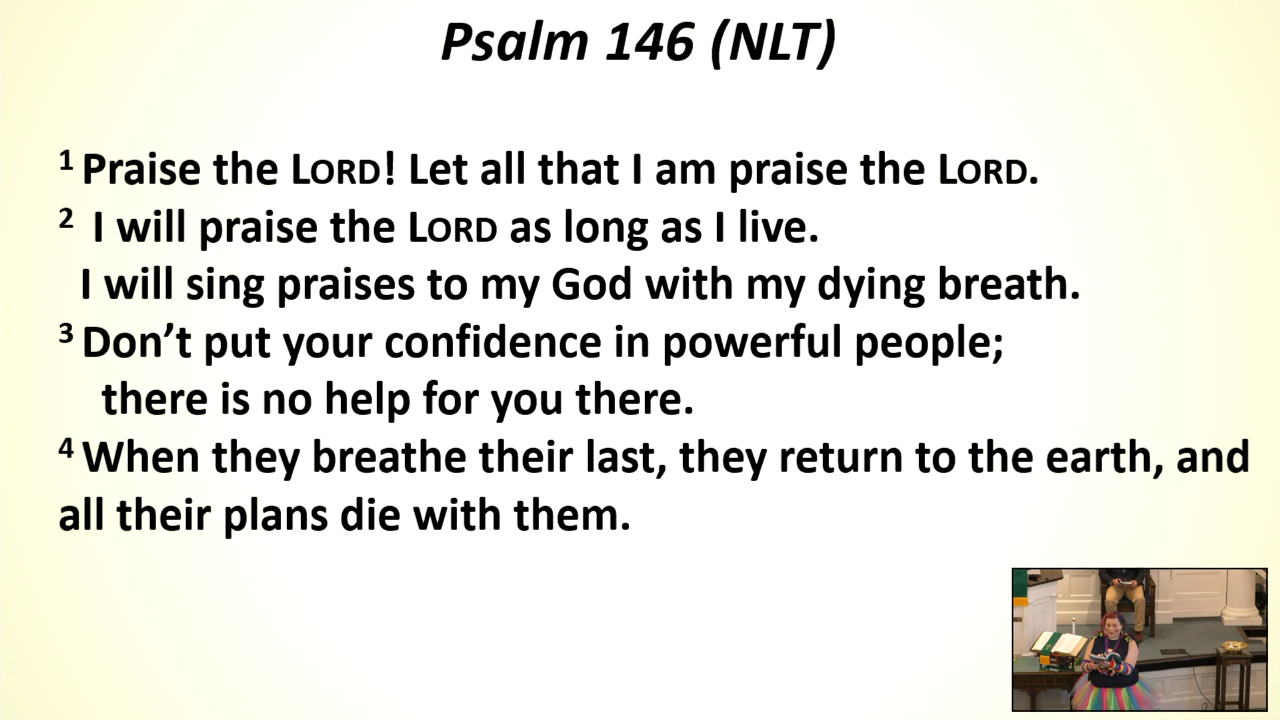 Psalm 146 (NLT)
1 Praise the LORD! Let all that I am praise the LORD.
2 I will praise the LORD as long as I live.
I will sing praises to my God with my dying breath.
3 Don’t put your confidence in powerful people;
there is no help for you there.
4 When they breathe their last, they return to the earth, and
all their plans die with them.